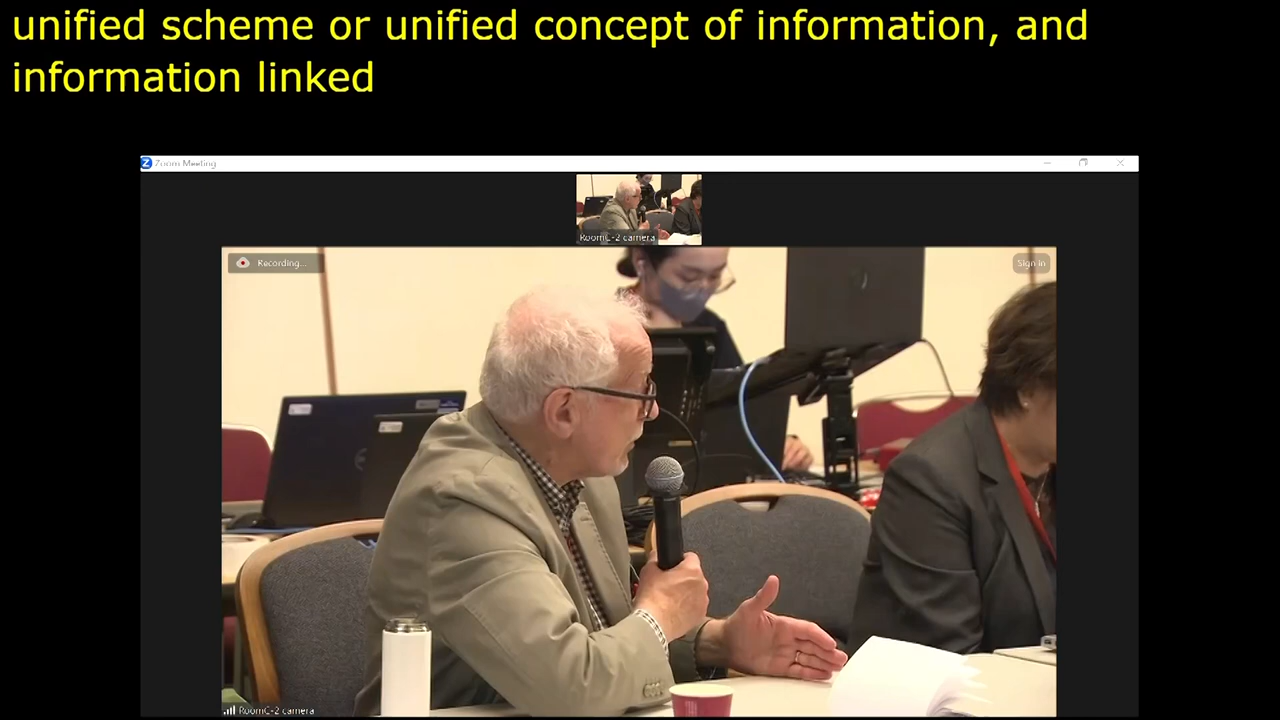 unified scheme or unified concept of information, and
information linked
Zoom Meeting
RoomC-2 camera
Recording...
Sign in
RoomC-2 camera